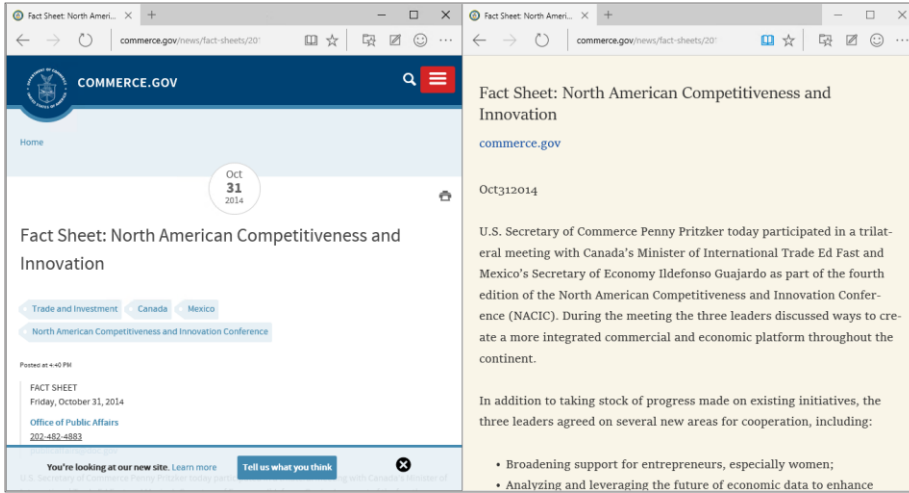 Fact Sheet: North Ameri...
commerce.gov/news/fact-sheets/201
COMMERCE.GOV
Home
Oct
31
2014
Fact Sheet: North American Competitiveness and
Innovation
Trade and Investment
Canada
Mexico
North American Competitiveness and Innovation Conference
Posted at 4:40 PM
FACT SHEET
Friday, October 31, 2014
Office of Public Affairs
202-482-4883
You're looking at our new site. Learn more
Tell us what you think
Fact Sheet: North Ameri...
commerce.gov/news/fact-sheets/201
Fact Sheet: North American Competitiveness and
Innovation
commerce.gov
Oct312014
U.S. Secretary of Commerce Penny Pritzker today participated in a trilat-
eral meeting with Canada's Minister of International Trade Ed Fast and
Mexico's Secretary of Economy Ildefonso Guajardo as part of the fourth
edition of the North American Competitiveness and Innovation Confer-
ence (NACIC). During the meeting the three leaders discussed ways to cre-
ate a more integrated commercial and economic platform throughout the
continent.
In addition to taking stock of progress made on existing initiatives, the
three leaders agreed on several new areas for cooperation, including:
• Broadening support for entrepreneurs, especially women;
• Analyzing and leveraging the future of economic data to enhance